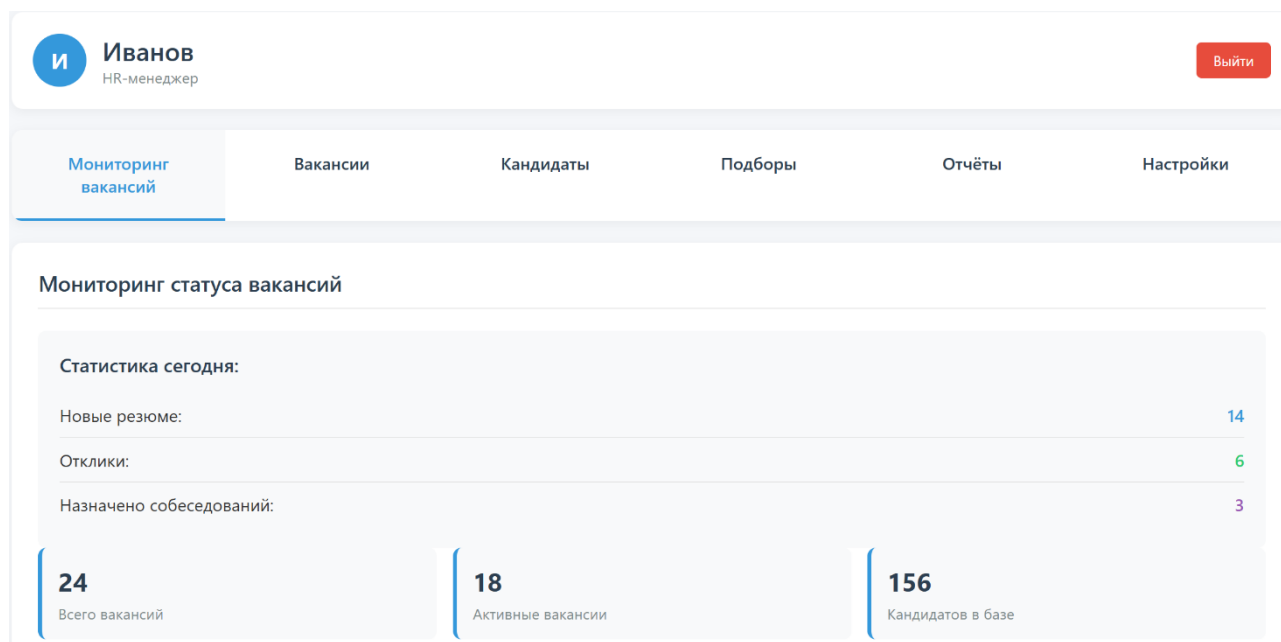 И
Иванов
HR-менеджер
Выйти
Мониторинг
вакансий
Вакансии
Кандидаты
Подборы
Отчёты
Настройки
Мониторинг статуса вакансий
Статистика сегодня:
Новые резюме:
14
Отклики:
6
Назначено собеседований:
3
24
Всего вакансий
18
Активные вакансии
156
Кандидатов в базе